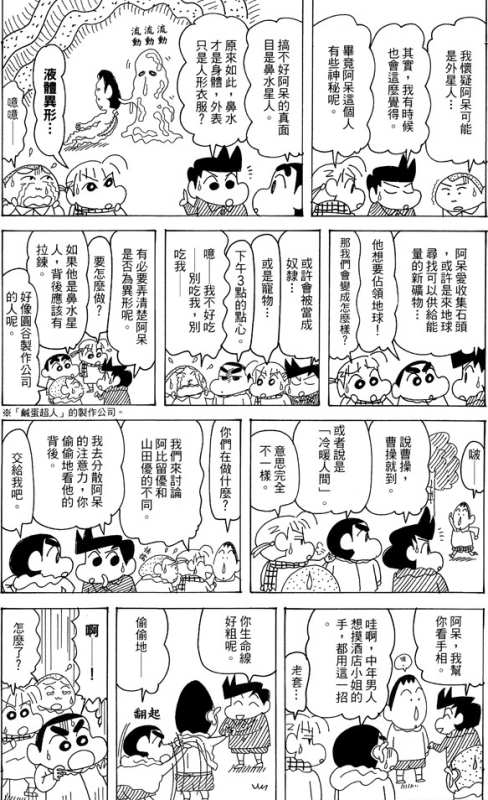 我懷疑阿呆可能
是外星人…
其實，我有時候
也會這麼覺得。
畢竟阿呆這個人
有些神秘呢。
搞不好阿呆的真面
目是鼻水星人。
原來如此，鼻水
才是身體，外表
只是人形衣服？
流動
流動
流動
液體異形…
噫噫——
阿呆愛收集石頭
，或許是來地球
尋找可以供給能
量的新礦物…
他想要佔領地球！
那我們會變成怎麼樣？
或許會被當成
奴隸…
或是寵物…
下午3點的點心。
噫——我不好吃
——別吃我，別
吃我——
有必要弄清楚阿呆
是否為異形呢。
要怎麼做？
如果他是鼻水星
人，背後應該有
拉鍊。
好像圓谷製作公司
的人呢。
※「鹹蛋超人」的製作公司。
啵
說曹操，
曹操就到。
或者說是
「冷暖人間」。
意思完全
不一樣。
你們在做什麼？
我們來討論
阿比留優和
山田優的不同。
我去分散阿呆
的注意力，你
偷偷地看他的
背後。
交給我吧。
阿呆，我幫
你看手相。
哇啊，中年男人
想摸酒店小姐的
手，都用這一招
…。
老套…
你生命線
好粗呢。
偷偷地——
翻起
啊——！
怎麼了？